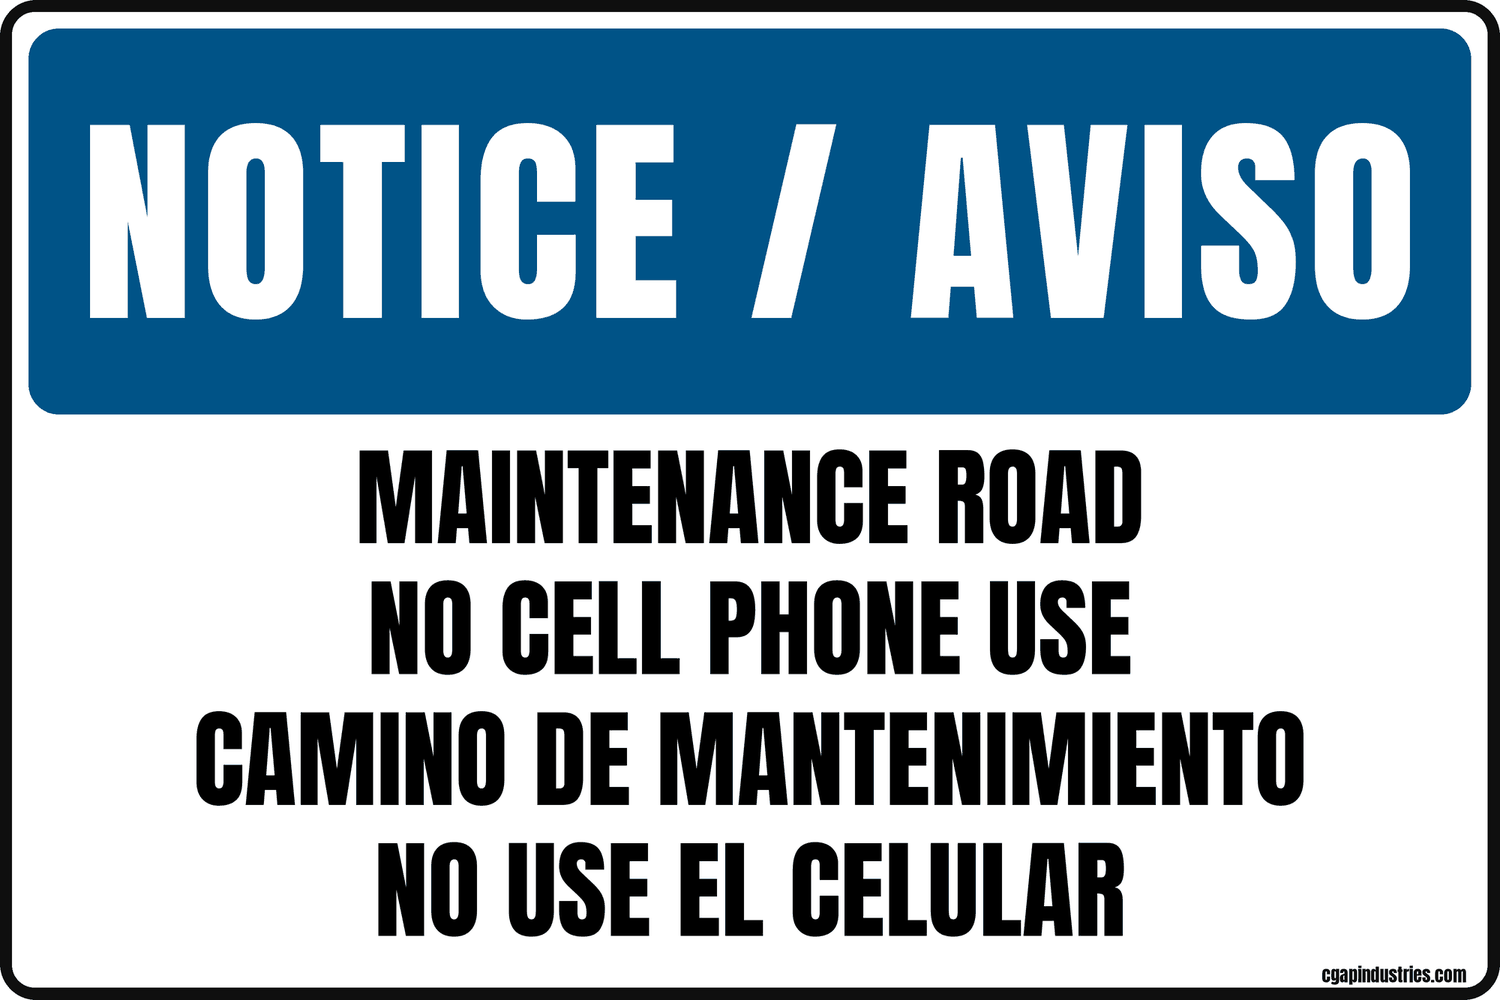 NOTICE / AVISO
MAINTENANCE ROAD
NO CELL PHONE USE
CAMINO DE MANTENIMIENTO
NO USE EL CELULAR
cgapindustries.com